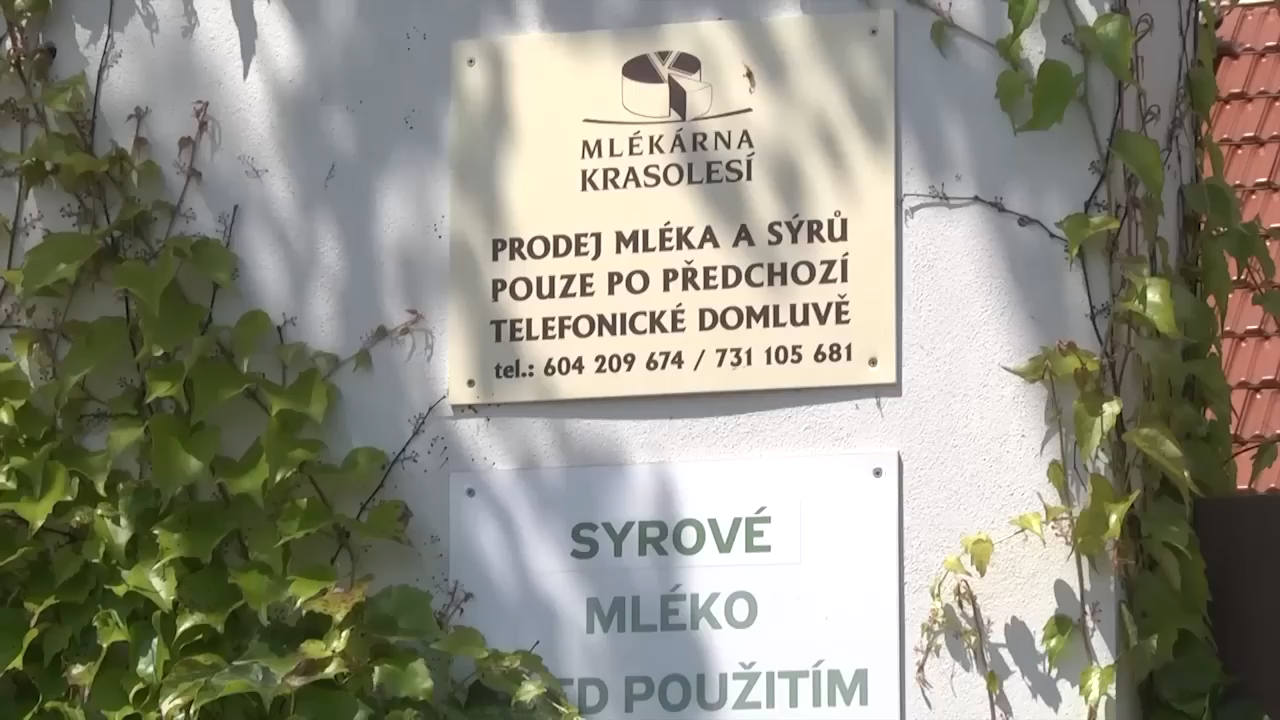 MLÉKÁRNA
KRASOLESÍ
PRODEJ MLÉKA A SÝRŮ
POUZE PO PŘEDCHOZÍ
TELEFONICKÉ DOMLUVĚ
tel.: 604 209 674 / 731 105 681
SYROVÉ
MLÉKO
POUŽITÍM